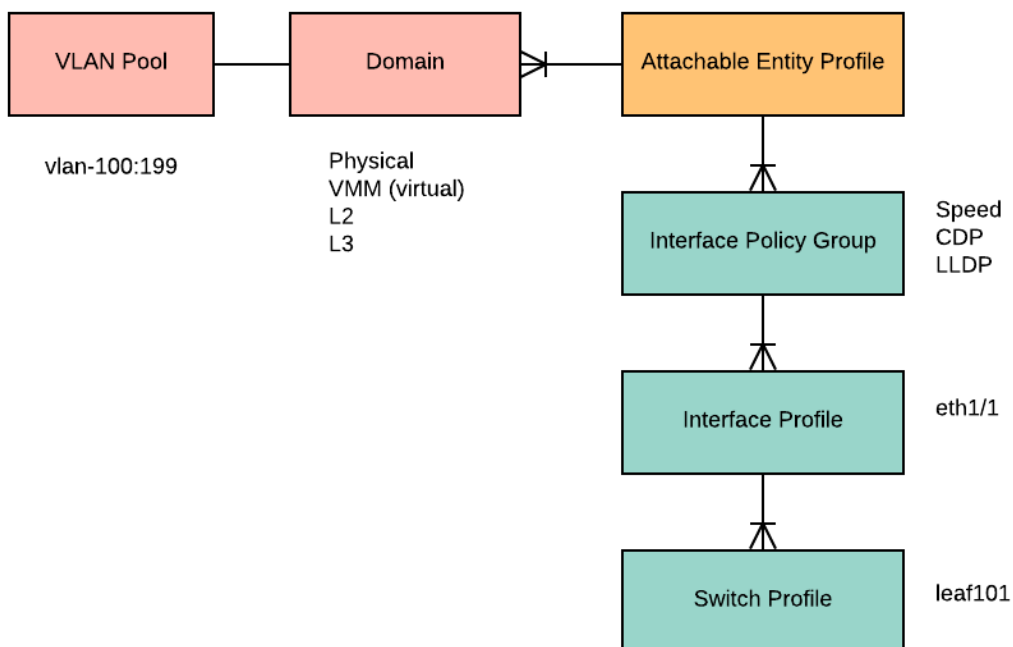 VLAN Pool
Domain
Attachable Entity Profile
vlan-100:199
Physical
VMM (virtual)
L2
L3
Interface Policy Group
Speed
CDP
LLDP
Interface Profile
eth1/1
Switch Profile
leaf101